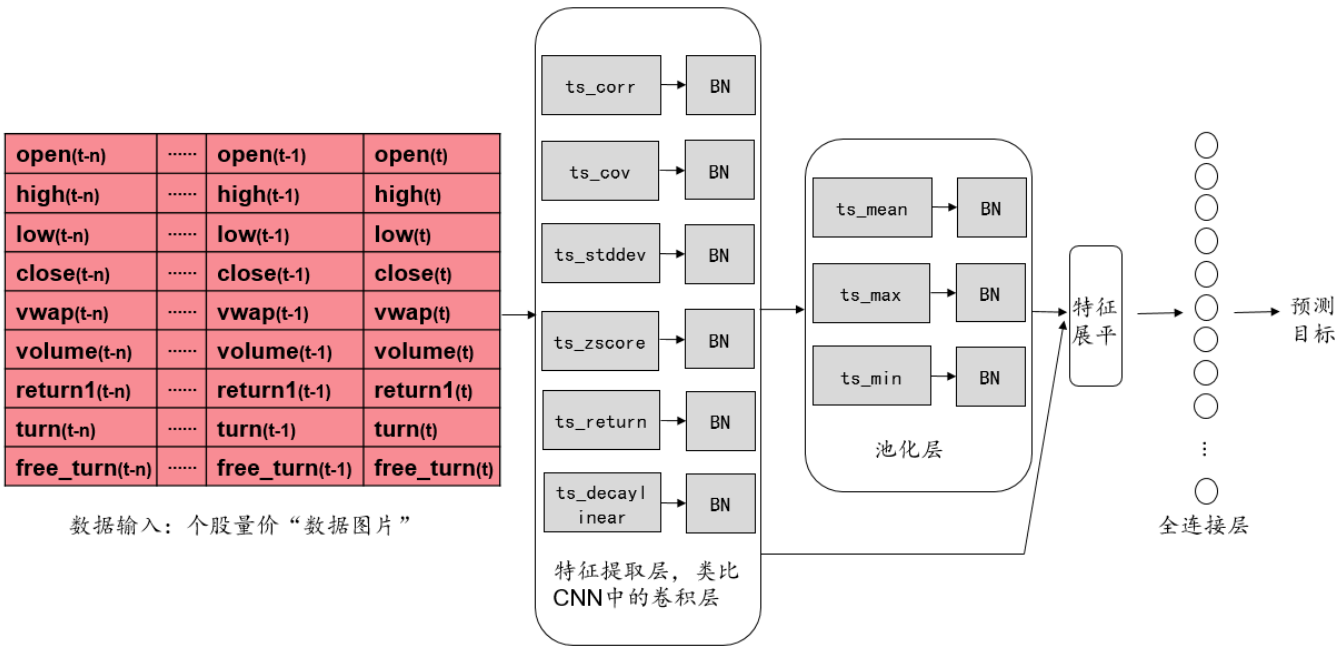 open(t-n) ...... open(t-1) open(t)
high(t-n) ...... high(t-1) high(t)
low(t-n) ...... low(t-1) low(t)
close(t-n) ...... close(t-1) close(t)
vwap(t-n) ...... vwap(t-1) vwap(t)
volume(t-n) ...... volume(t-1) volume(t)
return1(t-n) ...... return1(t-1) return1(t)
turn(t-n) ...... turn(t-1) turn(t)
free_turn(t-n) ...... free_turn(t-1) free_turn(t)
数据输入：个股量价“数据图片”
ts_corr BN
ts_cov BN
ts_stddev BN
ts_zscore BN
ts_return BN
ts_decayl
inear
BN
特征提取层，类比
CNN中的卷积层
ts_mean BN
ts_max BN
ts_min BN
池化层
特征
展平
⋮
全连接层
预测
目标